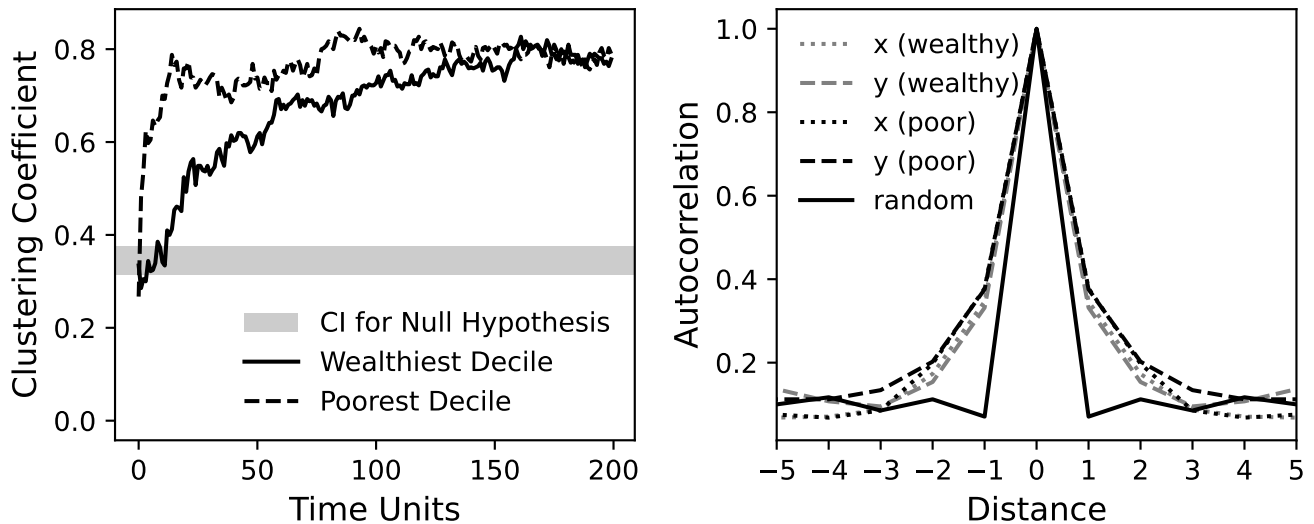 Clustering Coefficient
0.8
0.6
0.4
0.2
0.0
CI for Null Hypothesis
Wealthiest Decile
Poorest Decile
0 50 100 150 200
Time Units
Autocorrelation
1.0
0.8
0.6
0.4
0.2
x (wealthy)
y (wealthy)
x (poor)
y (poor)
random
−5 −4 −3 −2 −1 0 1 2 3 4 5
Distance